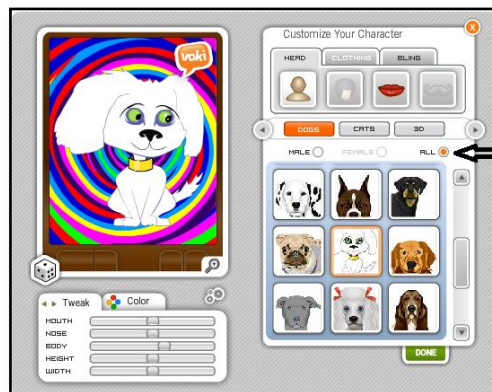 voki
Customize Your Character
X
HEAD CLOTHING BLING
DOGS CATS 3D
MALE FEMALE ALL
Tweak Color
MOUTH
NOSE
BODY
HEIGHT
WIDTH
DONE